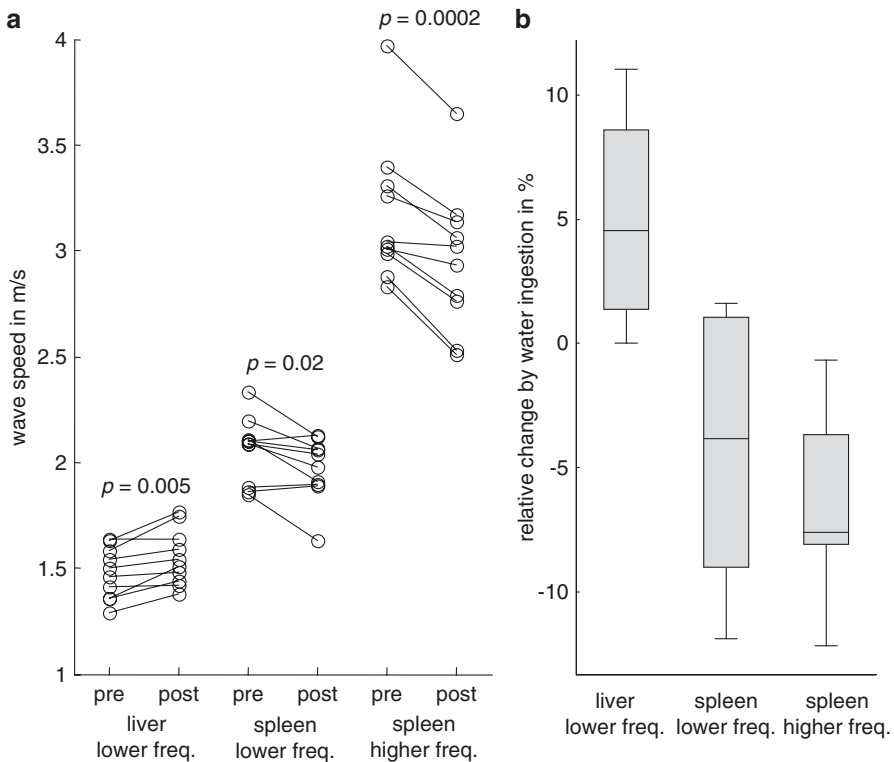 a
p = 0.0002
4
3.5
3
2.5
2
1.5
1
wave speed in m/s
p = 0.02
p = 0.005
pre post pre post pre post
liver
lower freq.
spleen
lower freq.
spleen
higher freq.
b
10
5
0
-5
-10
relative change by water ingestion in %
liver
lower freq.
spleen
lower freq.
spleen
higher freq.